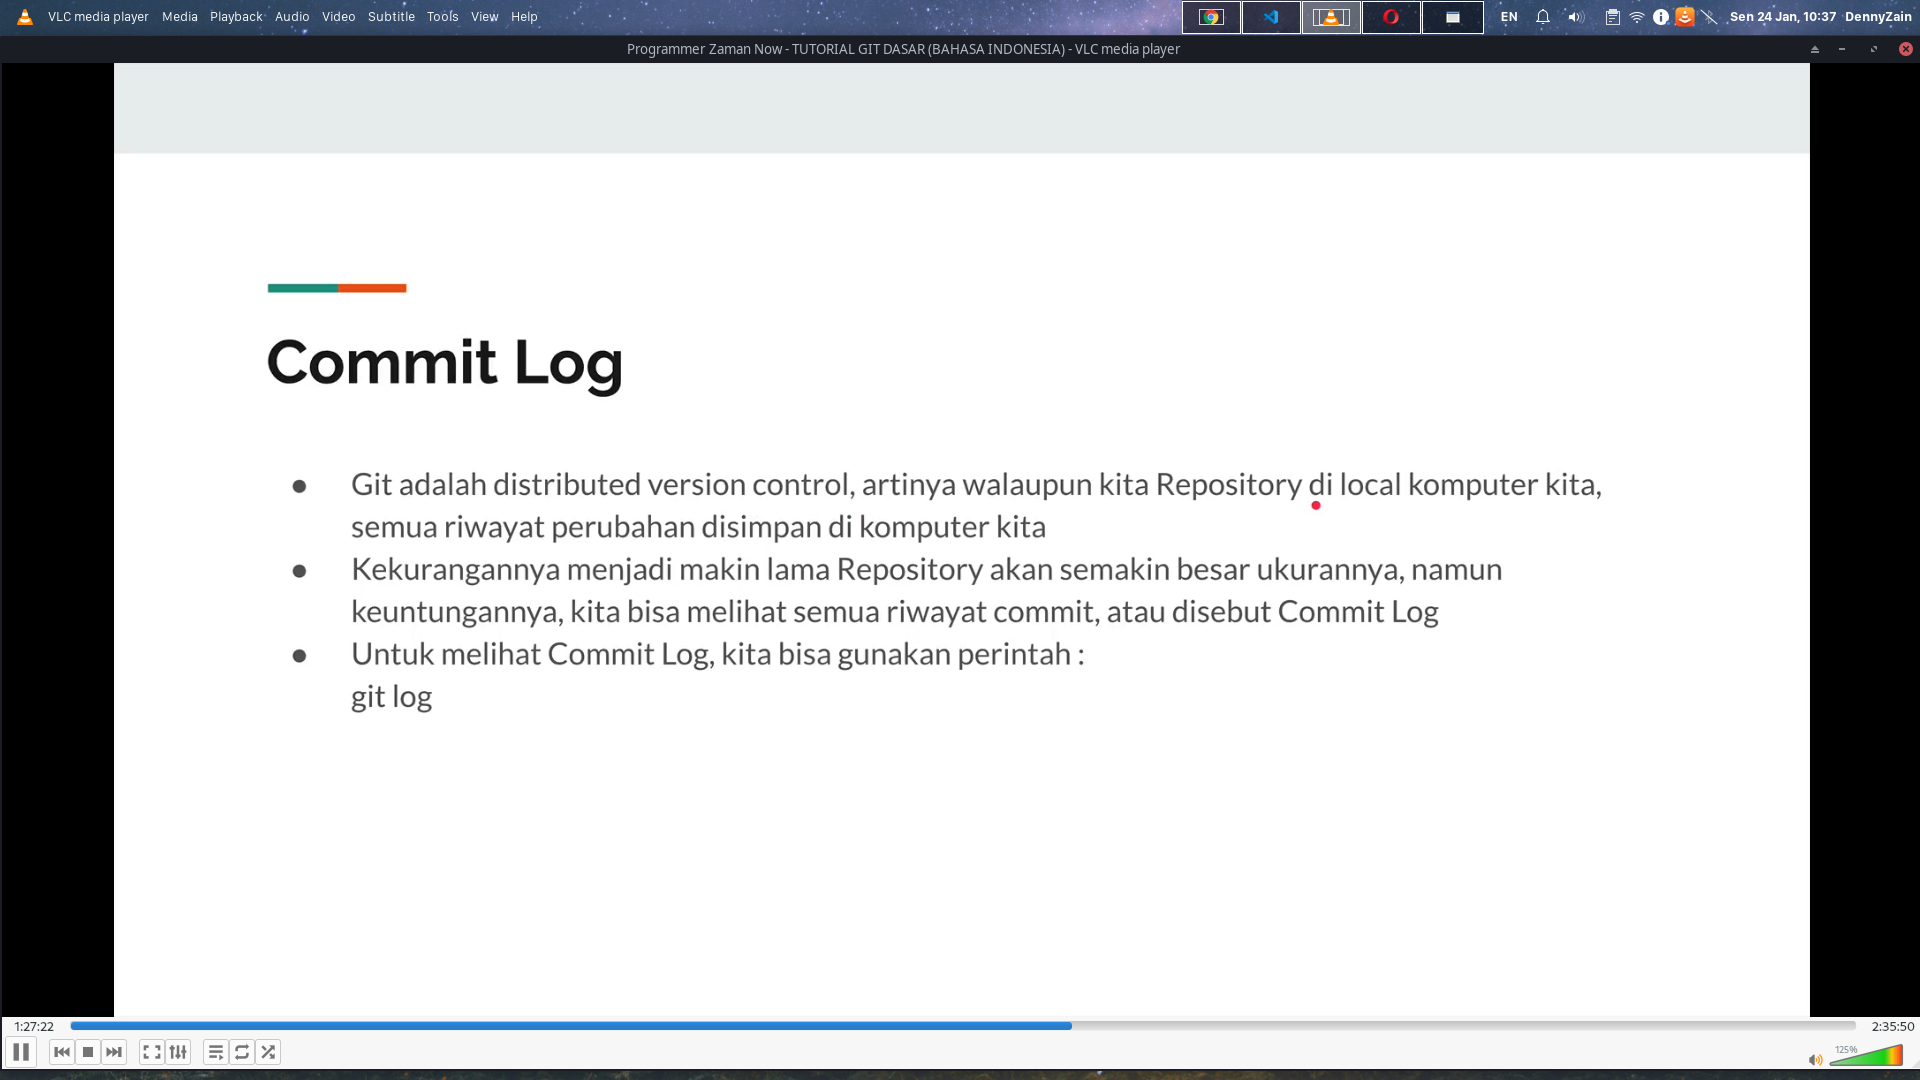 VLC media player Media Playback Audio Video Subtitle Tools View Help EN Sen 24 Jan, 10:37 DennyZain
Programmer Zaman Now - TUTORIAL GIT DASAR (BAHASA INDONESIA) - VLC media player
Commit Log
● Git adalah distributed version control, artinya walaupun kita Repository di local komputer kita,
semua riwayat perubahan disimpan di komputer kita
● Kekurangannya menjadi makin lama Repository akan semakin besar ukurannya, namun
keuntungannya, kita bisa melihat semua riwayat commit, atau disebut Commit Log
● Untuk melihat Commit Log, kita bisa gunakan perintah :
git log
1:27:22 2:35:50
125%